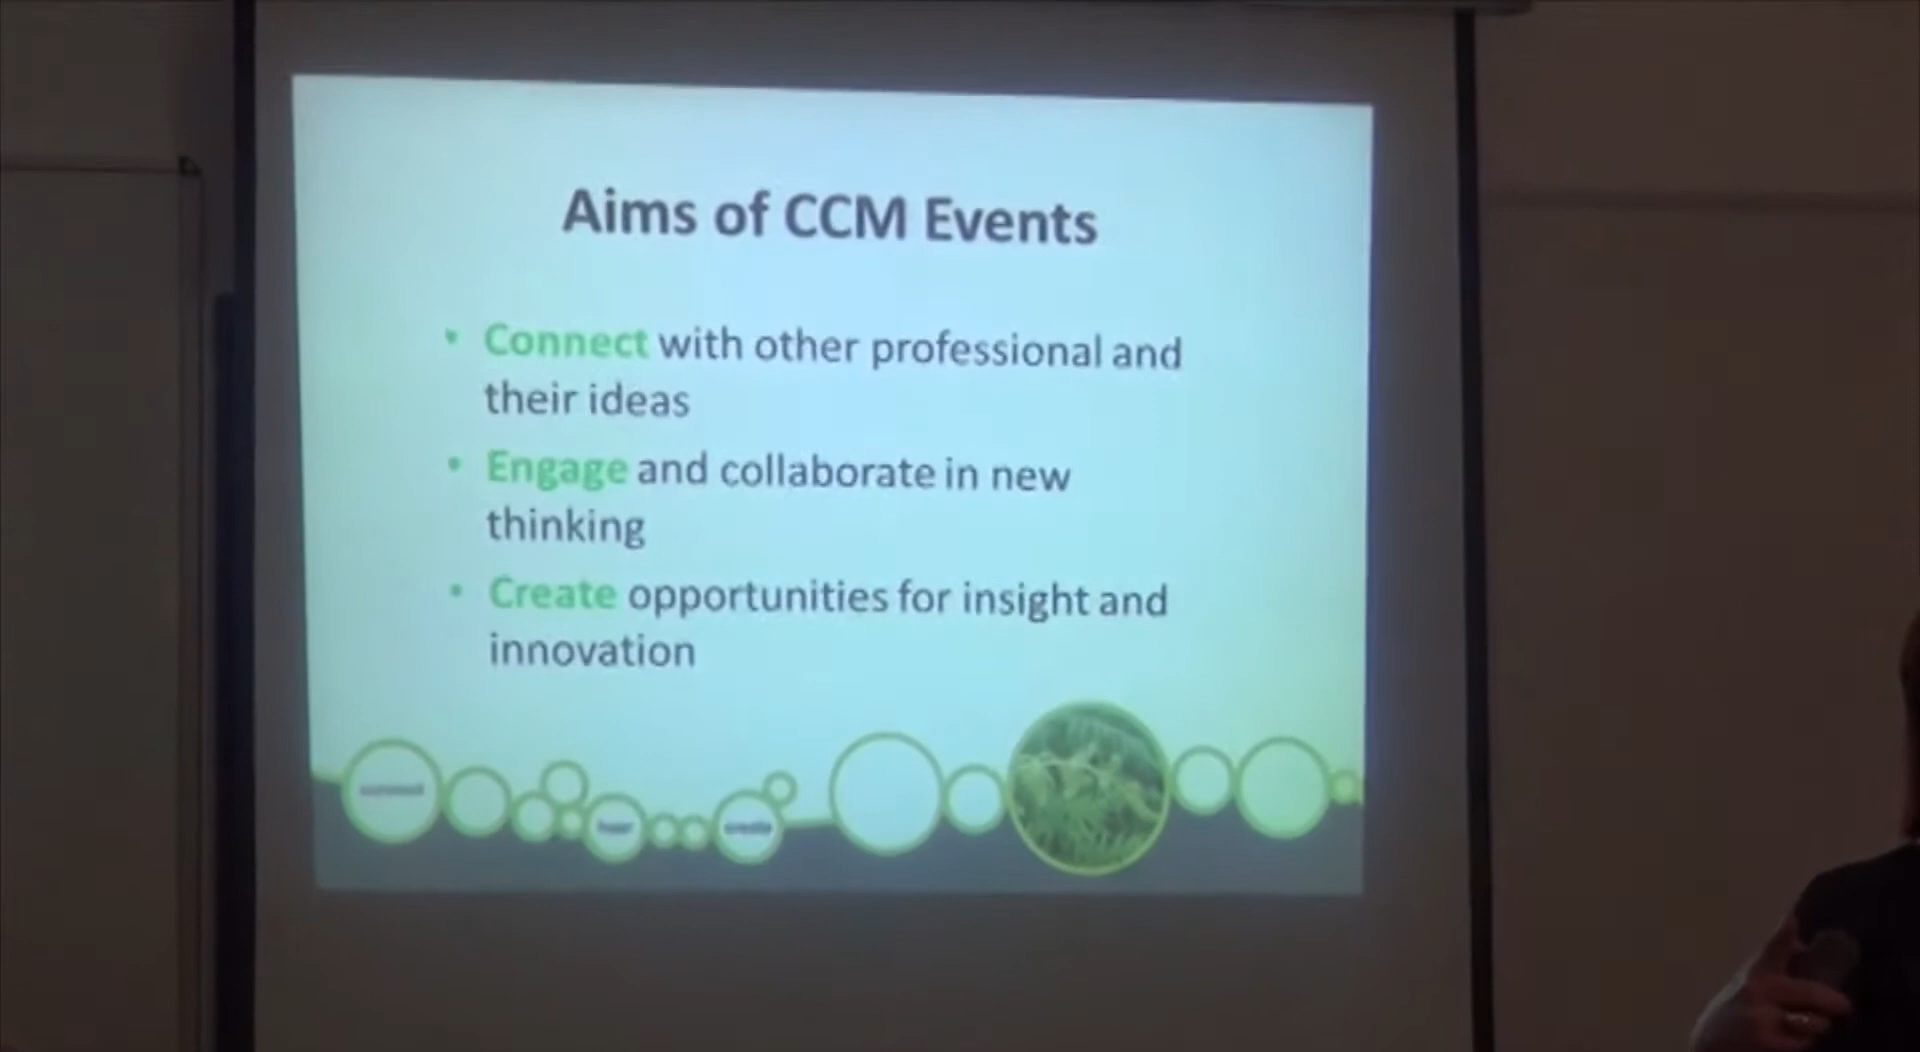 Aims of CCM Events
• Connect with other professional and
their ideas
• Engage and collaborate in new
thinking
• Create opportunities for insight and
innovation
create